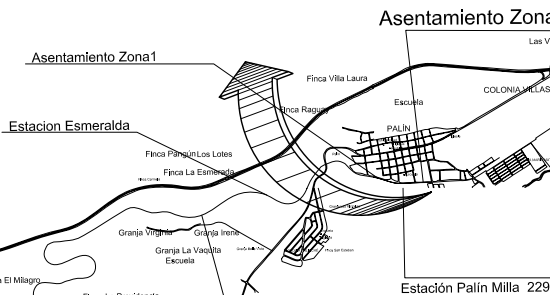 Asentamiento Zona
Las V
Asentamiento Zona1
Finca Villa Laura
COLONIA VILLAS
Escuela
Finca Raguay
Estacion Esmeralda
PALÍN
Finca Pangún Los Lotes
Finca La Esmerada
Granja Virginia
Granja Irene
Granja La Vaquita
Escuela
a El Milagro
Estación Palín Milla 229